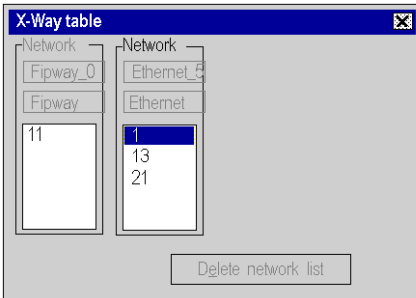 X-Way table
Network
Fipway_0
Fipway
11
Network
Ethernet_5
Ethernet
1
13
21
Delete network list